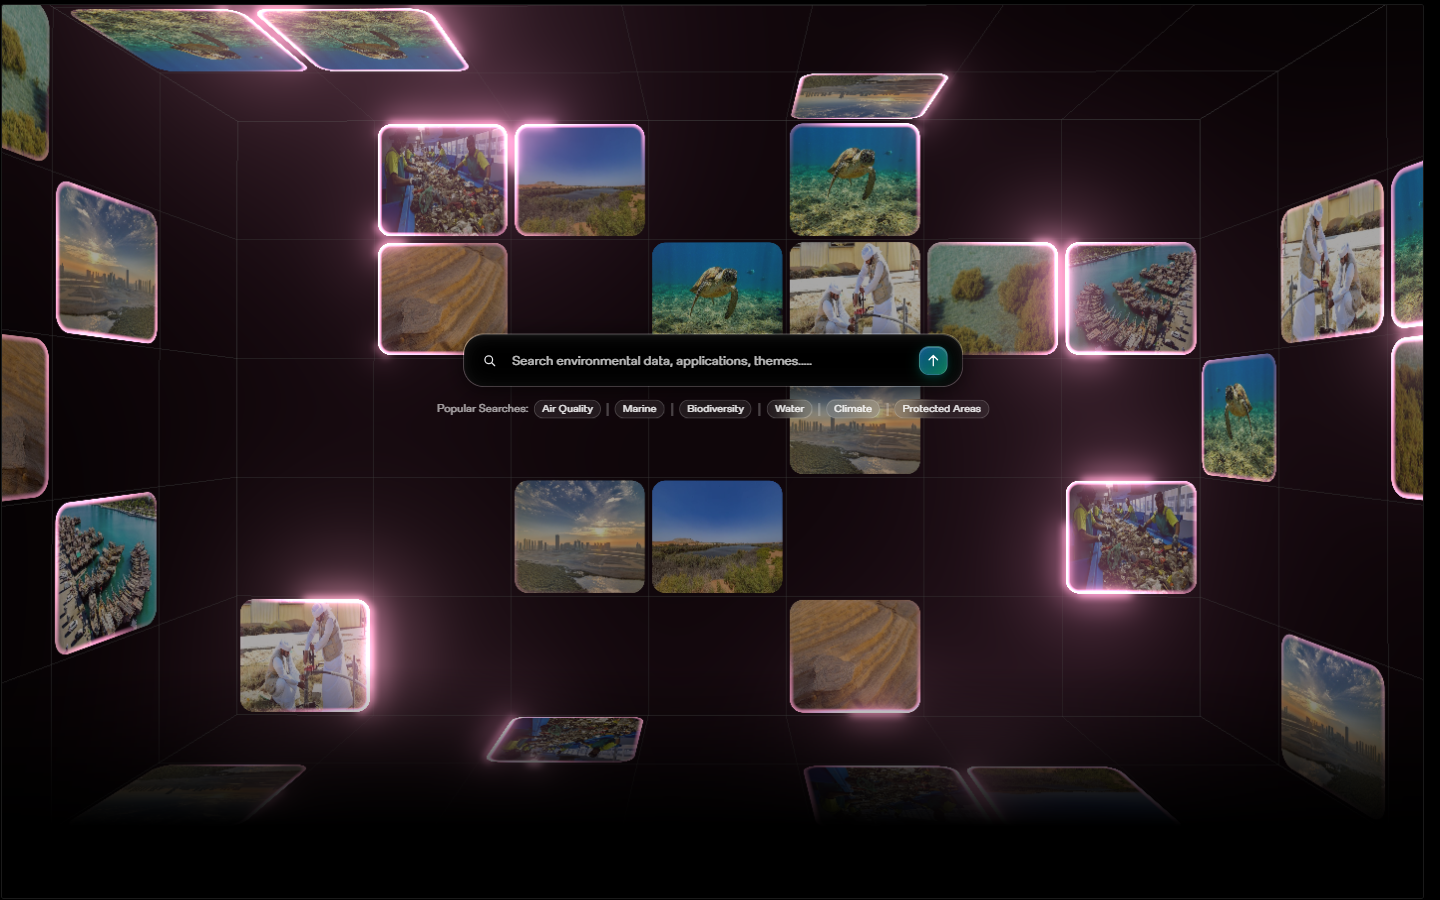 Search environmental data, applications, themes.....
Popular Searches: Air Quality | Marine | Biodiversity | Water | Climate | Protected Areas